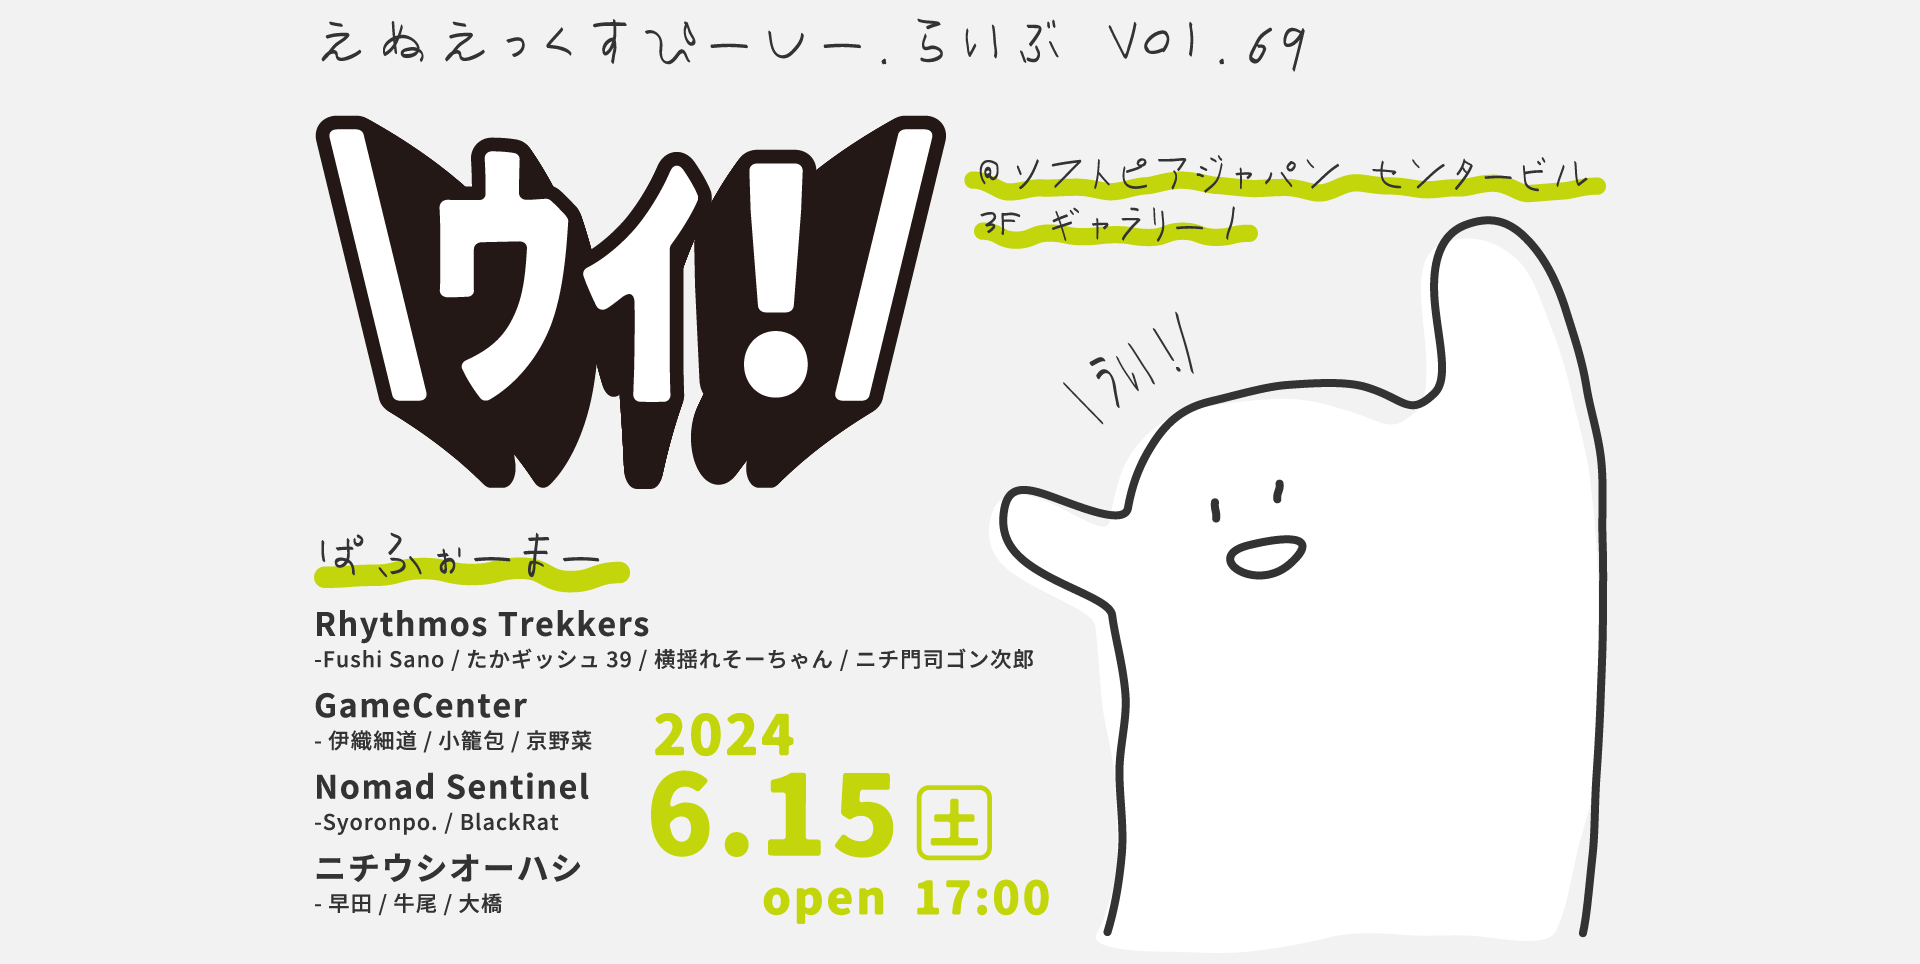 えぬえっくすぴーしー.らいぶ Vol.69
\ウィ!/
@ソフトピアジャパン センタービル
3F ギャラリー1
\うい!/
ぱふぉーまー
Rhythmos Trekkers
-Fushi Sano / たかギッシュ 39 / 横揺れそーちゃん / ニチ門司ゴン次郎
GameCenter
- 伊織細道 / 小籠包 / 京野菜
Nomad Sentinel
-Syoronpo. / BlackRat
ニチウシオーハシ
- 早田 / 牛尾 / 大橋
2024
6.15 土
open 17:00